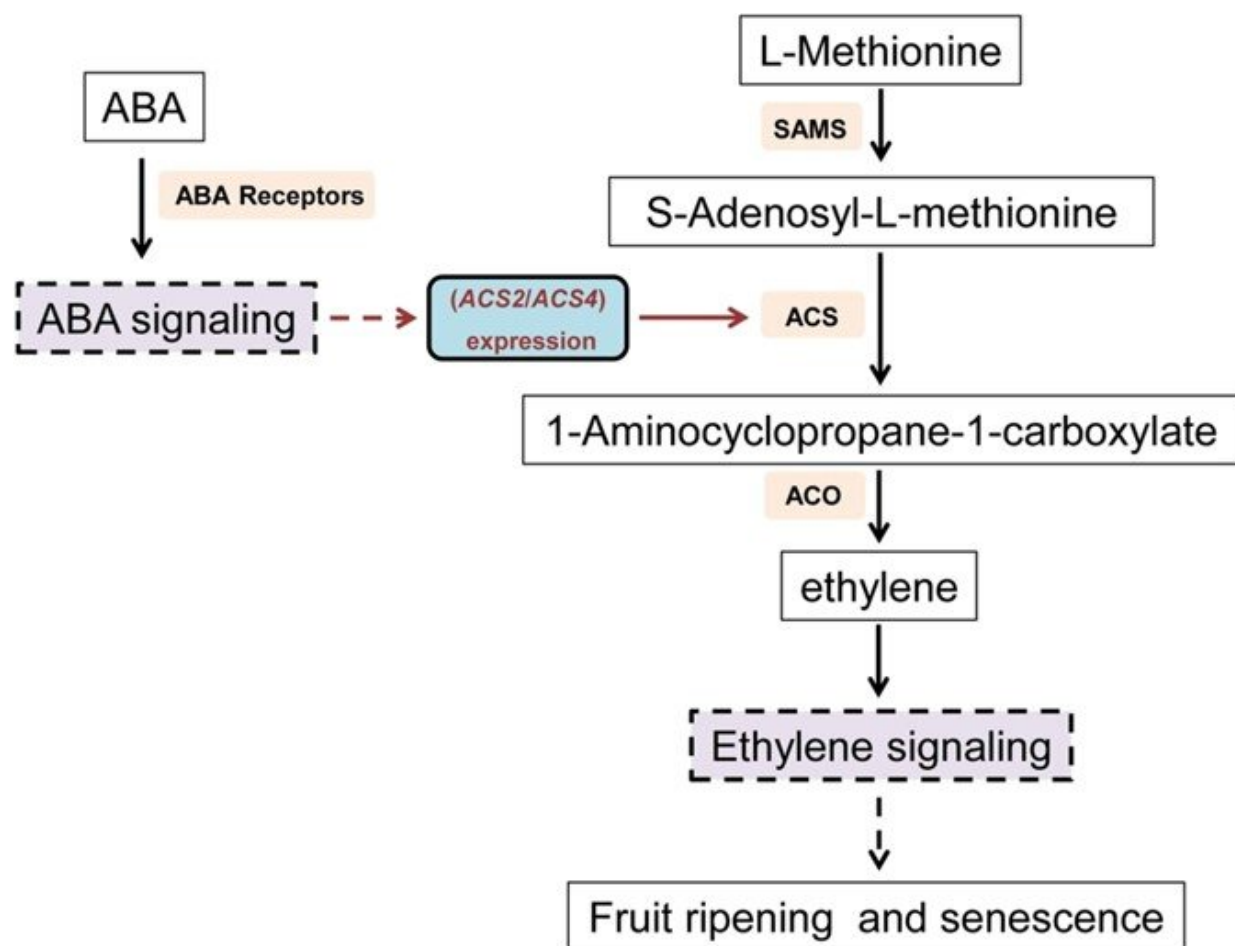 L-Methionine
ABA
SAMS
ABA Receptors
S-Adenosyl-L-methionine
ABA signaling
(ACS2/ACS4)
expression
ACS
1-Aminocyclopropane-1-carboxylate
ACO
ethylene
Ethylene signaling
Fruit ripening and senescence